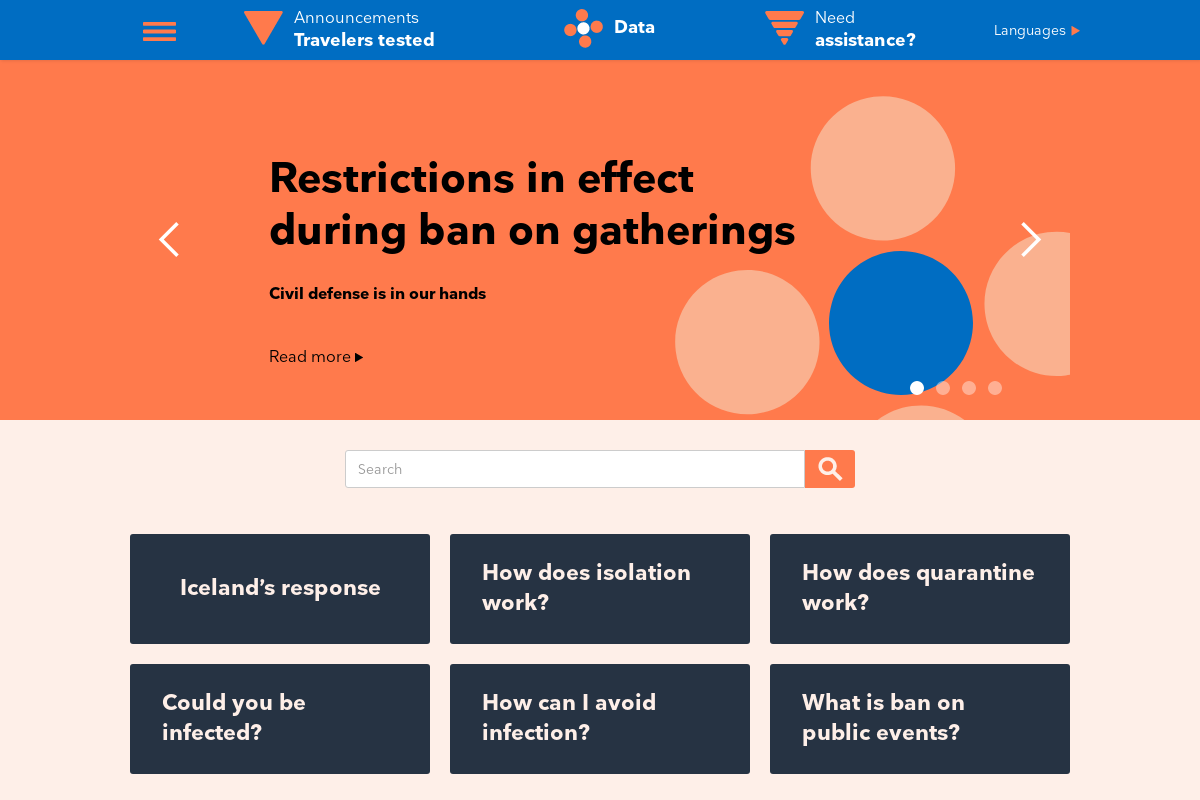 Announcements
Travelers tested
Data
Need
assistance?
Languages
Restrictions in effect
during ban on gatherings
Civil defense is in our hands
Read more
Search
Iceland’s response
How does isolation
work?
How does quarantine
work?
Could you be
infected?
How can I avoid
infection?
What is ban on
public events?